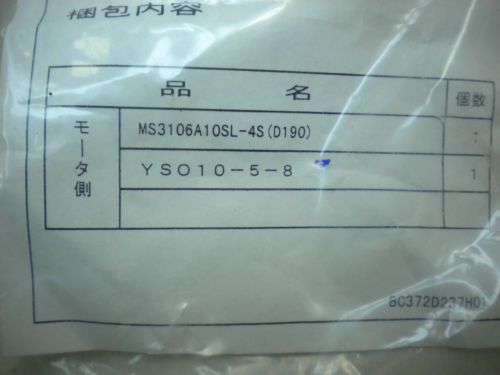 梱包内容
品 名 個数
モータ側
MS3106A10SL-4S(D190) 1
YSO10-5-8 1
BC372D237H01